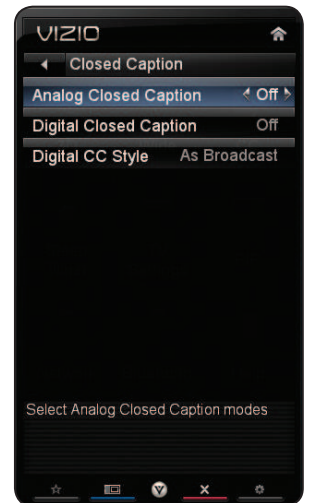 VIZIO
Closed Caption
Analog Closed Caption Off
Digital Closed Caption Off
Digital CC Style As Broadcast
Select Analog Closed Caption modes